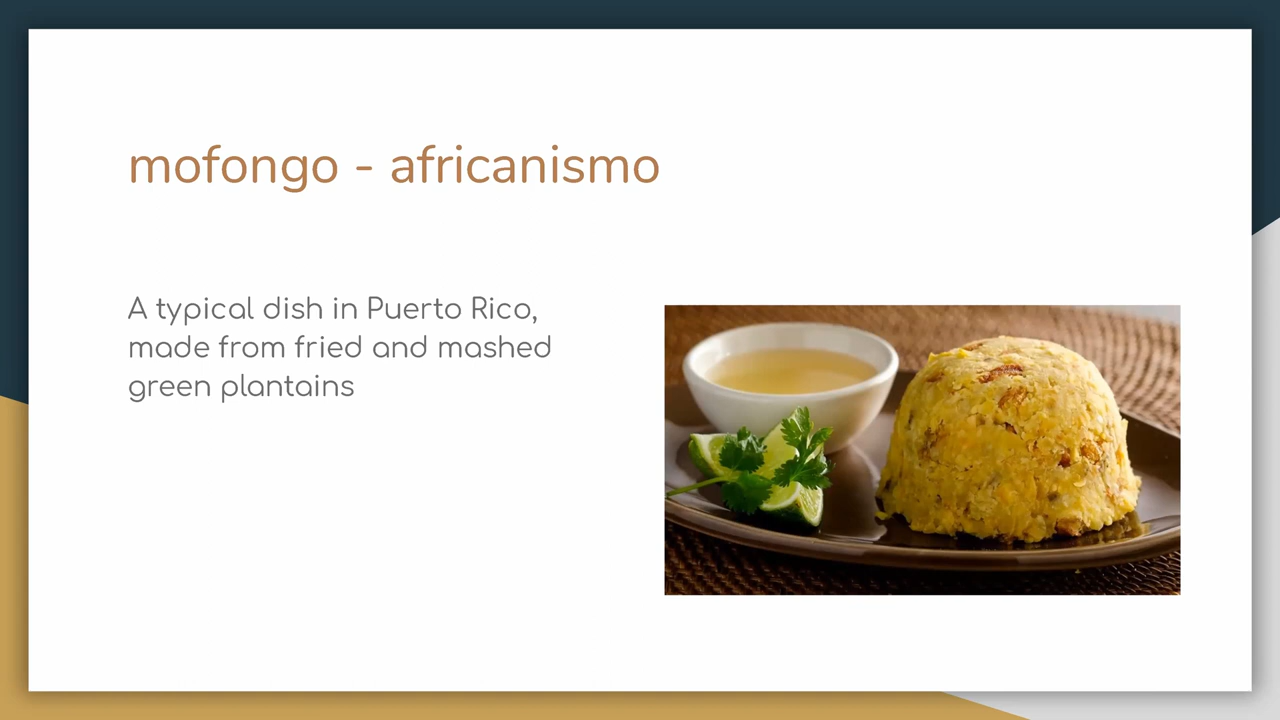 mofongo - africanismo
A typical dish in Puerto Rico,
made from fried and mashed
green plantains